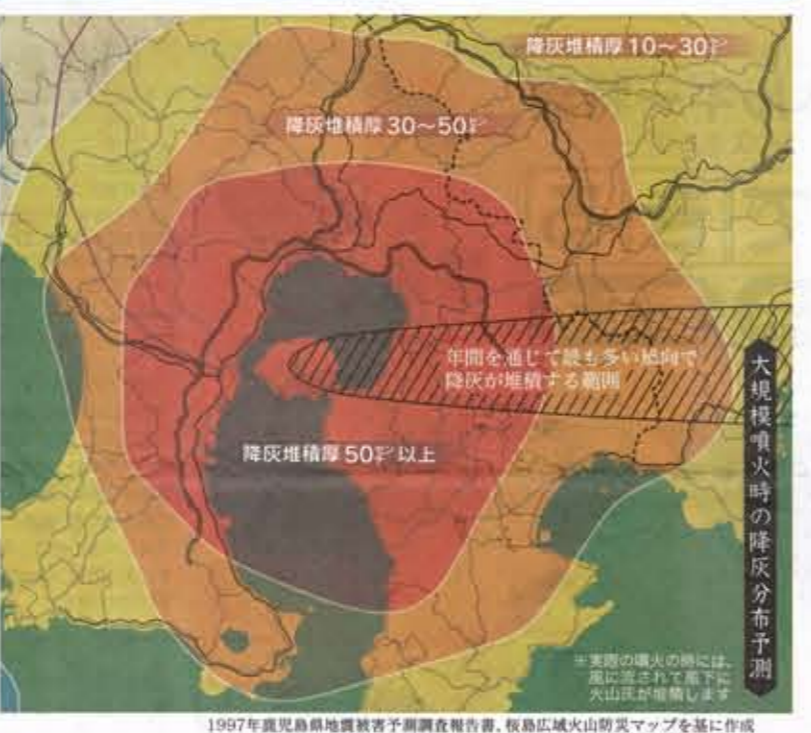 降灰堆積厚10〜30㌢
降灰堆積厚30〜50㌢
年間を通じて最も多い風向で
降灰が堆積する範囲
降灰堆積厚50㌢以上
大規模噴火時の降灰分布予測
※実際の噴火の時には、
風に流されて風下に
火山灰が堆積します
1997年鹿児島県地震被害予測調査報告書、桜島広域火山防災マップを基に作成